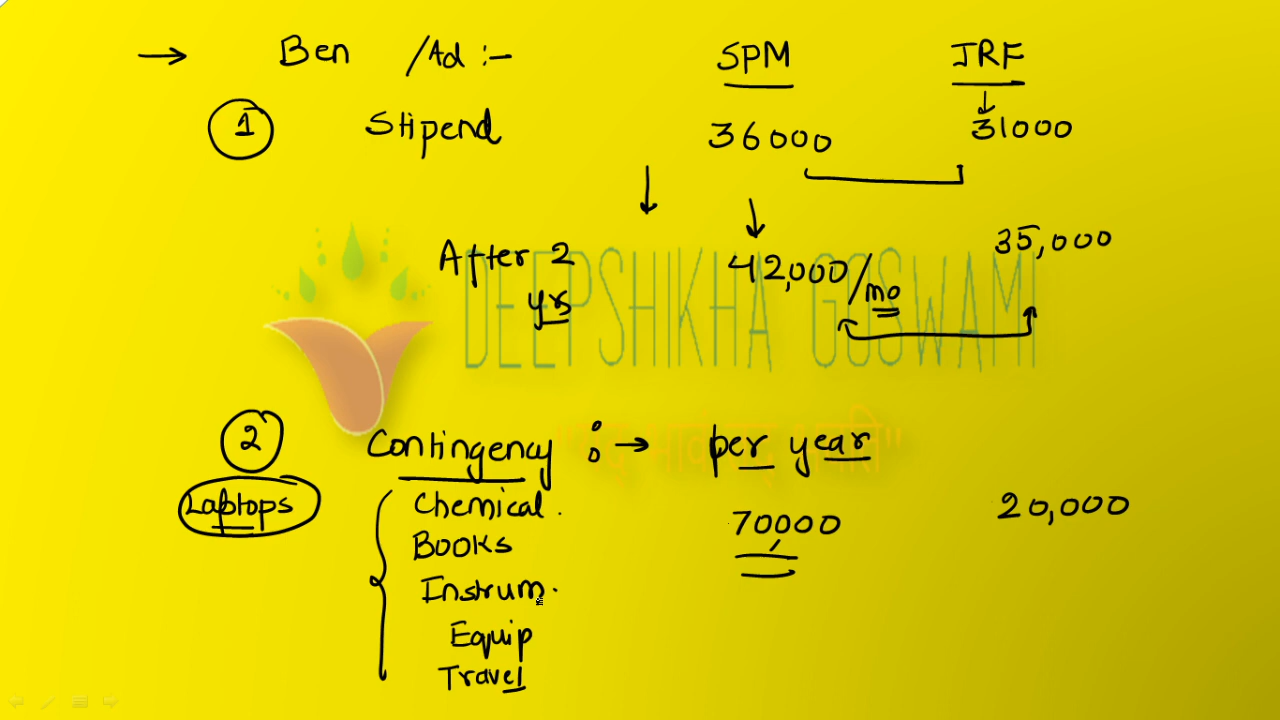 → Ben /Ad :- SPM JRF
① Stipend 36000 31000
After 2 yrs 42,000/mo 35,000
DEEPSHIKHA GOSWAMI
② Contingency : → per year
Laptops
Chemical. 70000 20,000
BOOKS
Instrum.
Equip
Travel